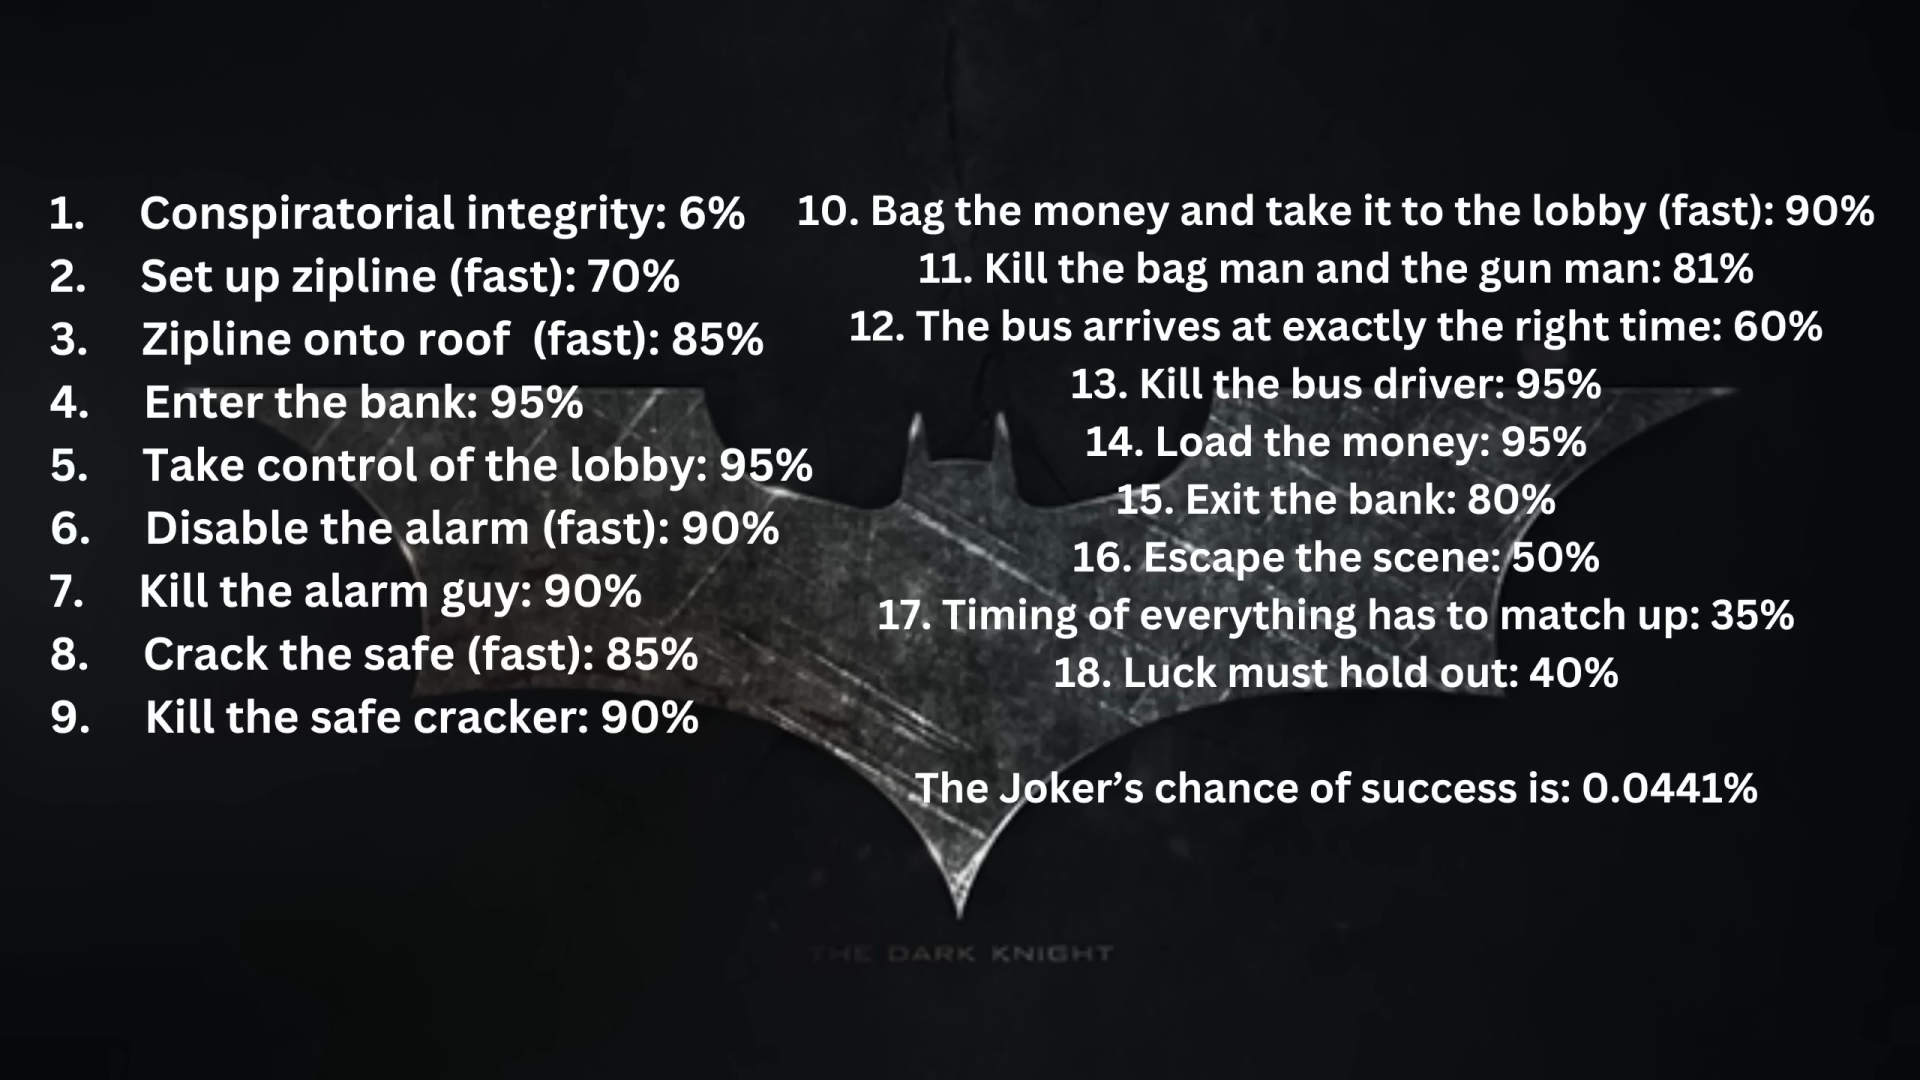 1. Conspiratorial integrity: 6%
2. Set up zipline (fast): 70%
3. Zipline onto roof (fast): 85%
4. Enter the bank: 95%
5. Take control of the lobby: 95%
6. Disable the alarm (fast): 90%
7. Kill the alarm guy: 90%
8. Crack the safe (fast): 85%
9. Kill the safe cracker: 90%
10. Bag the money and take it to the lobby (fast): 90%
11. Kill the bag man and the gun man: 81%
12. The bus arrives at exactly the right time: 60%
13. Kill the bus driver: 95%
14. Load the money: 95%
15. Exit the bank: 80%
16. Escape the scene: 50%
17. Timing of everything has to match up: 35%
18. Luck must hold out: 40%
The Joker’s chance of success is: 0.0441%
THE DARK KNIGHT